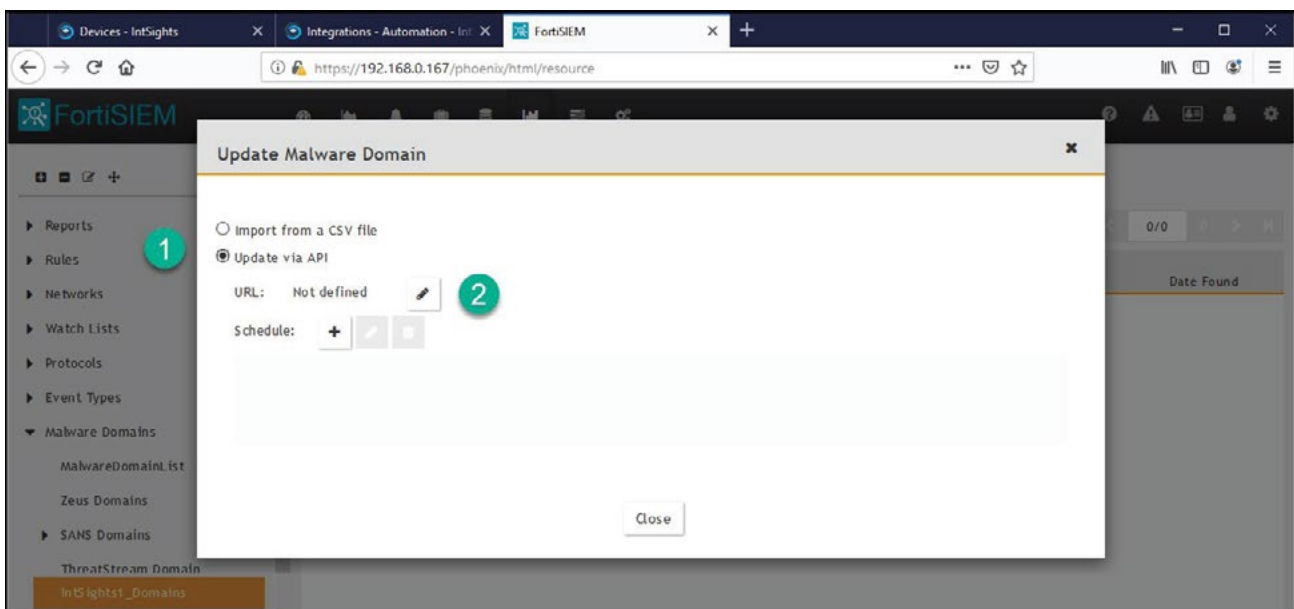 Devices - IntSights
Integrations - Automation - Int
FortiSIEM
https://192.168.0.167/phoenix/html/resource
FortiSIEM
Update Malware Domain
Reports
Rules
Networks
Watch Lists
Protocols
Event Types
Malware Domains
MalwareDomainList
Zeus Domains
SANS Domains
ThreatStream Domain
IntSights1_Domains
1
Import from a CSV file
Update via API
URL: Not defined
2
Schedule:
Close
0/0
Date Found